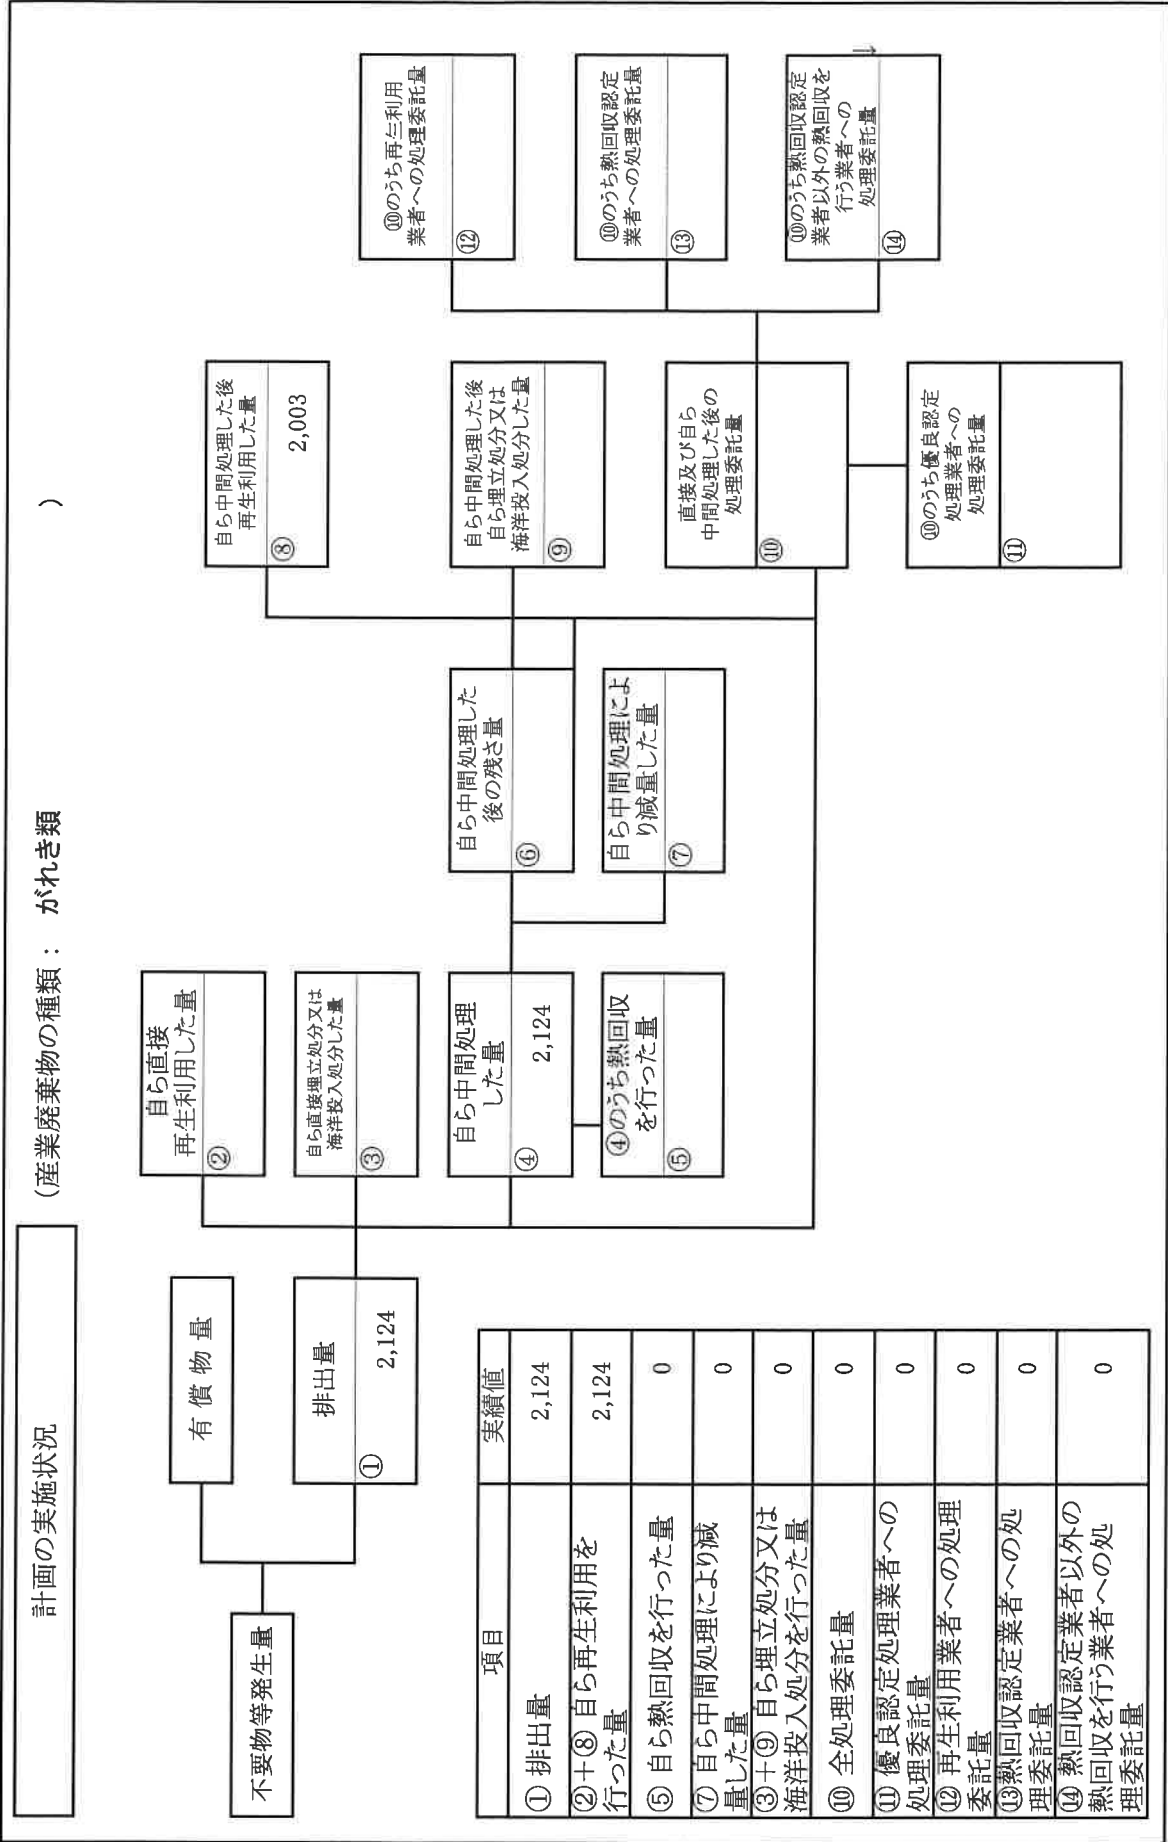 計画の実施状況
(産業廃棄物の種類： がれき類 )
不要物等発生量
有償物量
排出量
①
2,124
自ら直接
再生利用した量
②
自ら直接埋立処分又は
海洋投入処分した量
③
自ら中間処理
した量
④
2,124
④のうち熱回収
を行った量
⑤
自ら中間処理した
後の残さ量
⑥
自ら中間処理によ
り減量した量
⑦
自ら中間処理した後
再生利用した量
⑧
2,003
自ら中間処理した後
自ら埋立処分又は
海洋投入処分した量
⑨
直接及び自ら
中間処理した後の
処理委託量
⑩
⑩のうち優良認定
処理業者への
処理委託量
⑪
⑩のうち再生利用
業者への処理委託量
⑫
⑩のうち熱回収認定
業者への処理委託量
⑬
⑩のうち熱回収認定
業者以外の熱回収を
行う業者への
処理委託量
⑭
項目 実績値
① 排出量 2,124
②+⑧ 自ら再生利用を
行った量 2,124
⑤ 自ら熱回収を行った量 0
⑦ 自ら中間処理により減
量した量 0
③+⑨ 自ら埋立処分又は
海洋投入処分を行った量 0
⑩ 全処理委託量 0
⑪ 優良認定処理業者への
処理委託量 0
⑫ 再生利用業者への処理
委託量 0
⑬熱回収認定業者への処
理委託量 0
⑭ 熱回収認定業者以外の
熱回収を行う業者への処
理委託量 0